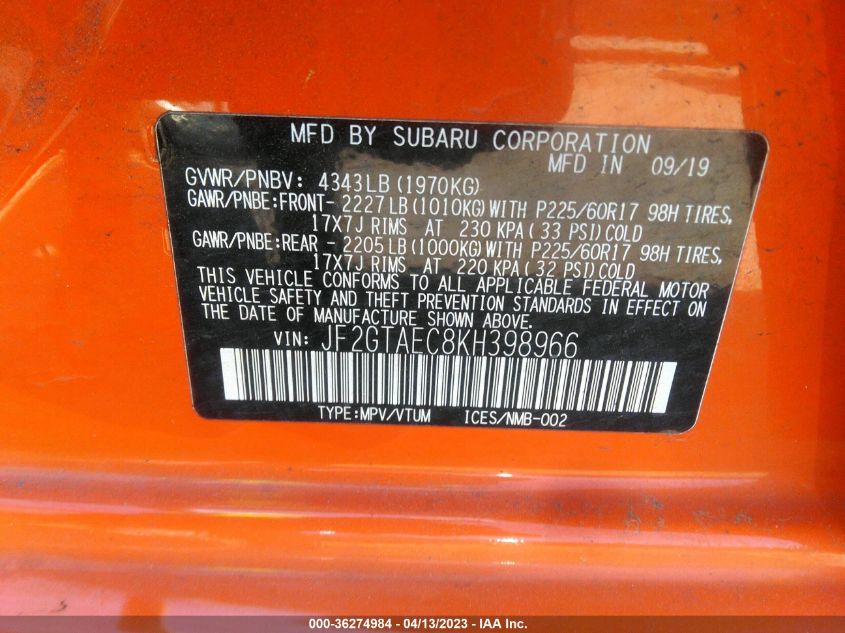 MFD BY SUBARU CORPORATION
MFD IN 09/19
GVWR/PNBV: 4343LB(1970KG)
GAWR/PNBE:FRONT- 2227LB(1010KG)WITH P225/60R17 98H TIRES,
17X7J RIMS AT 230 KPA( 33 PSI)COLD
GAWR/PNBE:REAR - 2205LB(1000KG)WITH P225/60R17 98H TIRES,
17X7J RIMS AT 220 KPA( 32 PSI)COLD
THIS VEHICLE CONFORMS TO ALL APPLICABLE FEDERAL MOTOR
VEHICLE SAFETY AND THEFT PREVENTION STANDARDS IN EFFECT ON
THE DATE OF MANUFACTURE SHOWN ABOVE.
VIN: JF2GTAEC8KH398966
TYPE:MPV/VTUM ICES/NMB-002
000-36274984 - 04/13/2023 - IAA Inc.